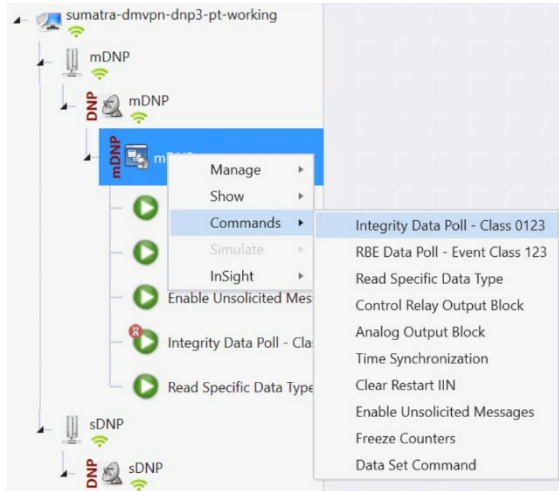 sumatra-dmvpn-dnp3-pt-working
mDNP
DNP
mDNP
mDNP
Manage
Show
Commands
Integrity Data Poll - Class 0123
Simulate
RBE Data Poll - Event Class 123
InSight
Read Specific Data Type
Control Relay Output Block
Enable Unsolicited Mes
Analog Output Block
Time Synchronization
Integrity Data Poll - Cla
Clear Restart IIN
Read Specific Data Type
Enable Unsolicited Messages
Freeze Counters
sDNP
Data Set Command
DNP
sDNP